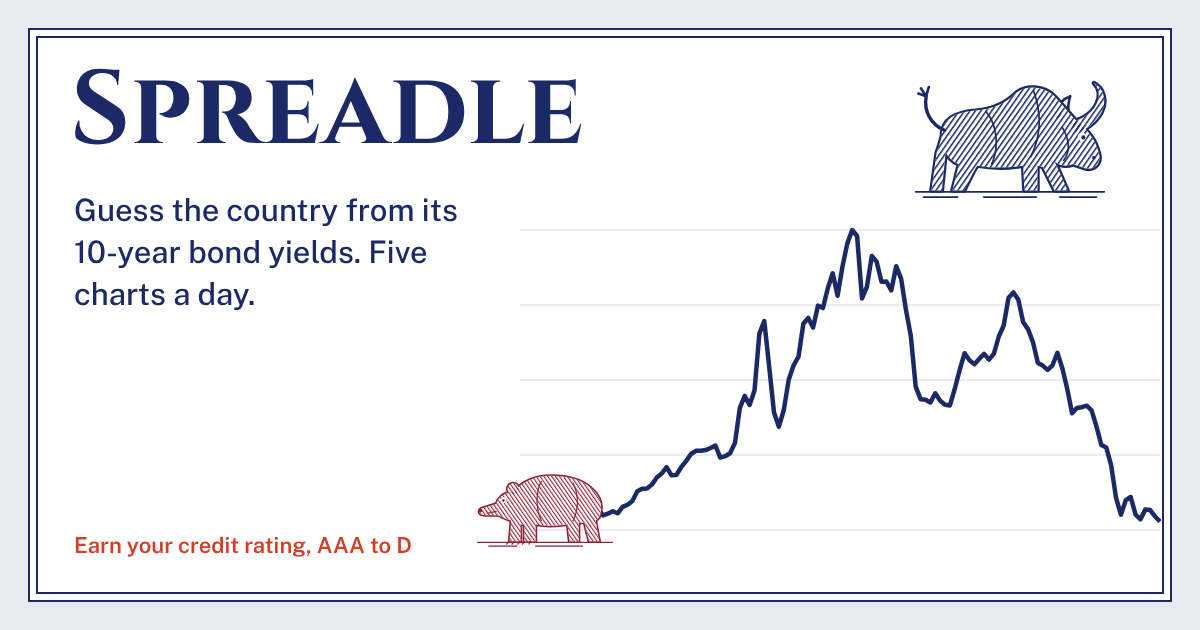 Spreadle
Guess the country from its
10-year bond yields. Five
charts a day.
Earn your credit rating, AAA to D